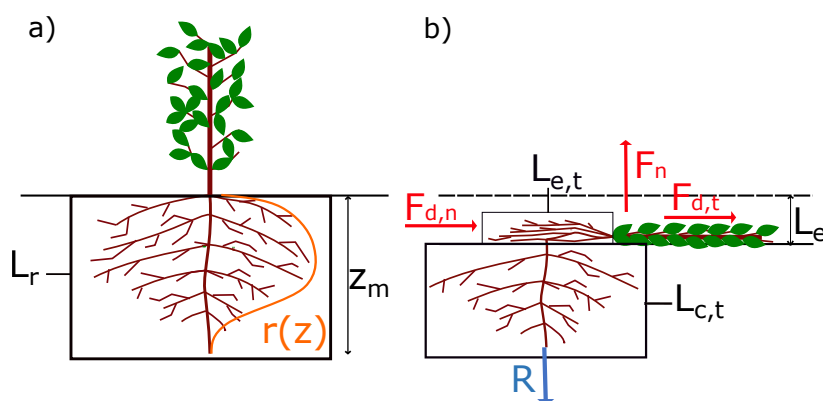 a)
L_r
z_m
r(z)
b)
L_e,t
F_n
F_d,n
F_d,t
L_e
L_c,t
R